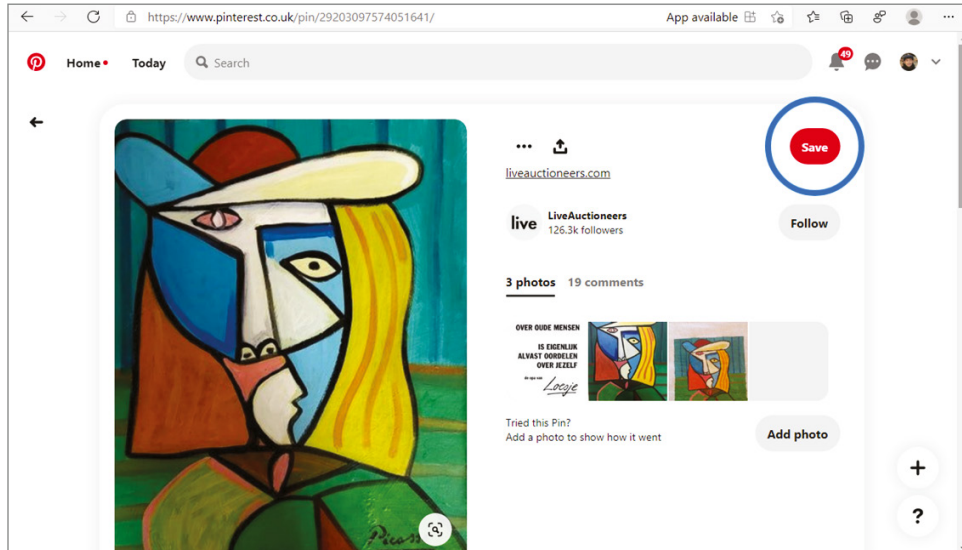 https://www.pinterest.co.uk/pin/29203097574051641/
App available
Home
Today
Search
49
Save
liveauctioneers.com
live
LiveAuctioneers
126.3k followers
Follow
3 photos
19 comments
OVER OUDE MENSEN
IS EIGENLIJK
ALVAST OORDELEN
OVER JEZELF
Loesje
Tried this Pin?
Add a photo to show how it went
Add photo
Picass
?